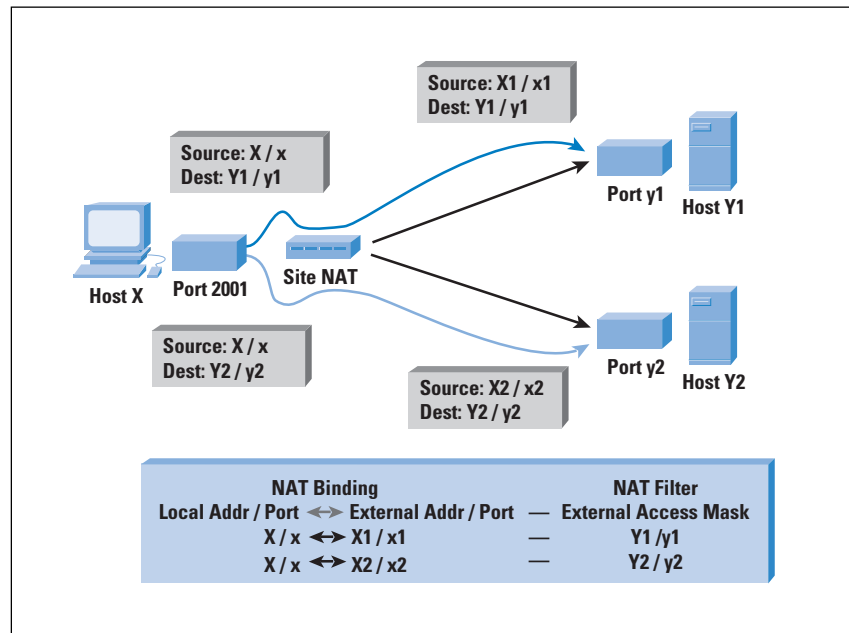 Source: X1 / x1
Dest: Y1 / y1
Source: X / x
Dest: Y1 / y1
Port y1
Host Y1
Host X
Port 2001
Site NAT
Source: X / x
Dest: Y2 / y2
Source: X2 / x2
Dest: Y2 / y2
Port y2
Host Y2
NAT Binding NAT Filter
Local Addr / Port ↔ External Addr / Port — External Access Mask
X / x ↔ X1 / x1 — Y1 /y1
X / x ↔ X2 / x2 — Y2 / y2